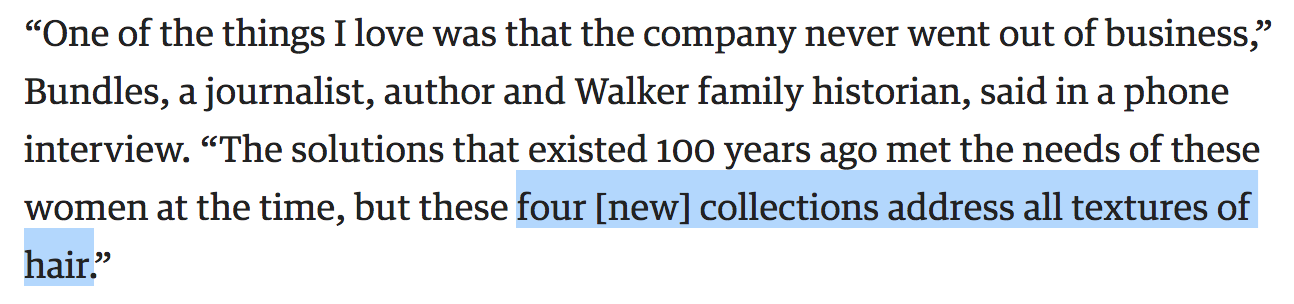 “One of the things I love was that the company never went out of business,”
Bundles, a journalist, author and Walker family historian, said in a phone
interview. “The solutions that existed 100 years ago met the needs of these
women at the time, but these four [new] collections address all textures of
hair.”